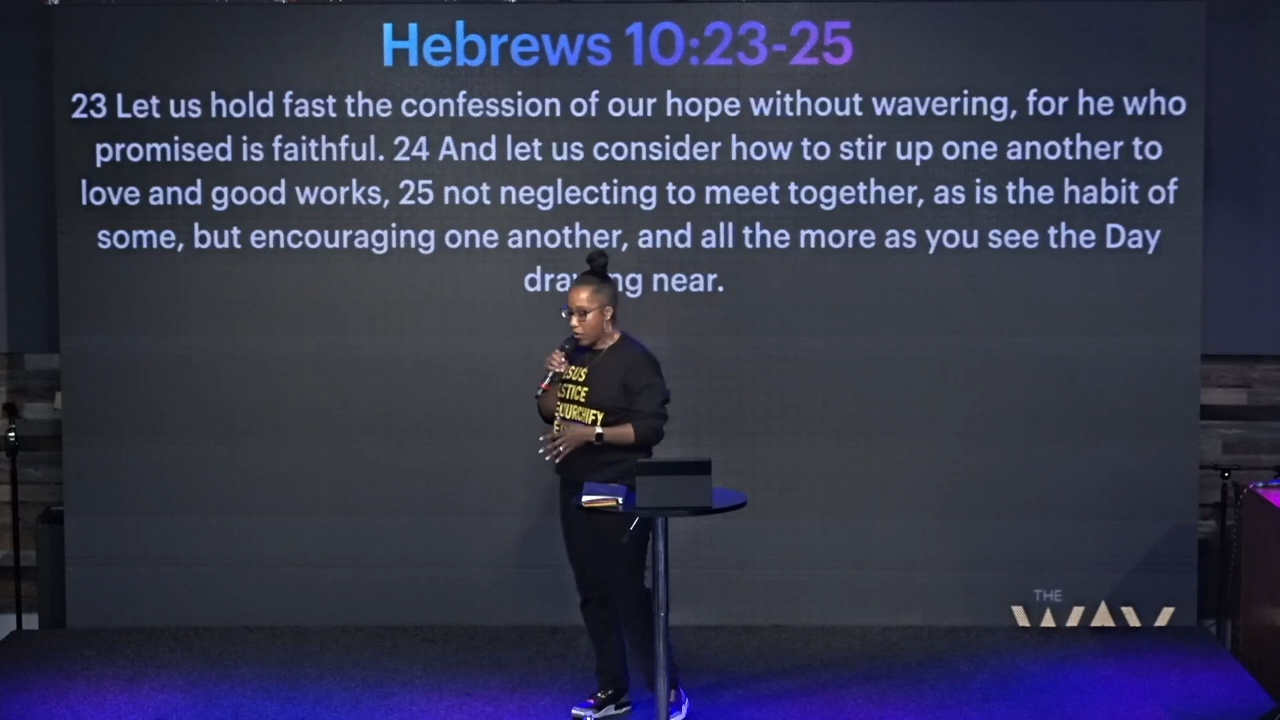 Hebrews 10:23-25
23 Let us hold fast the confession of our hope without wavering, for he who
promised is faithful. 24 And let us consider how to stir up one another to
love and good works, 25 not neglecting to meet together, as is the habit of
some, but encouraging one another, and all the more as you see the Day
near.
THE
WAY